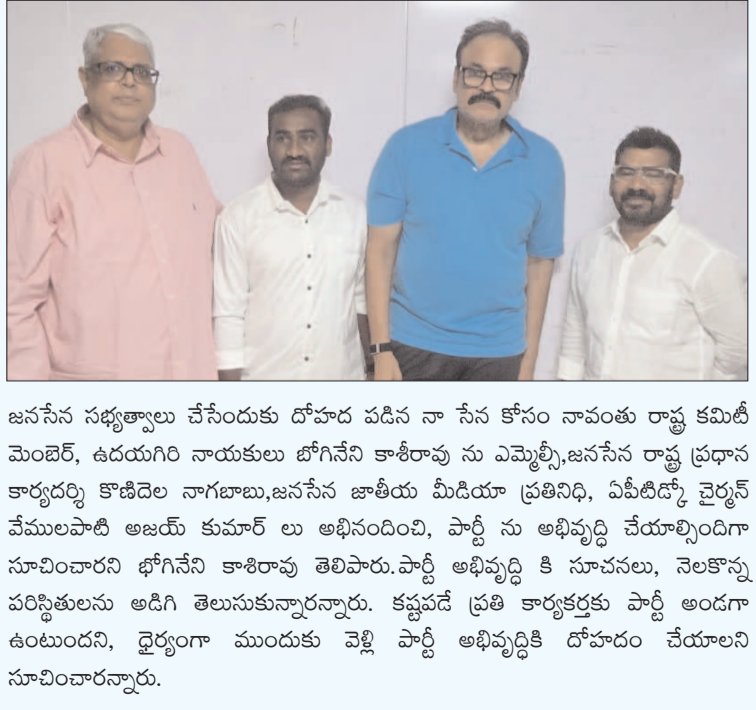 జనసేన సభ్యత్వాలు చేసేందుకు దోహద పడిన నా సేన కోసం నావంతు రాష్ట్ర కమిటీ
మెంబెర్, ఉదయగిరి నాయకులు బోగినేని కాశీరావు ను ఎమ్మెల్సీ,జనసేన రాష్ట్ర ప్రధాన
కార్యదర్శి కొణిదెల నాగబాబు,జనసేన జాతీయ మీడియా ప్రతినిధి, ఏపీటిడ్కో చైర్మన్
వేములపాటి అజయ్ కుమార్ లు అభినందించి, పార్టీ ను అభివృద్ధి చేయాల్సిందిగా
సూచించారని భోగినేని కాశిరావు తెలిపారు.పార్టీ అభివృద్ధి కి సూచనలు, నెలకొన్న
పరిస్థితులను అడిగి తెలుసుకున్నారన్నారు. కష్టపడే ప్రతి కార్యకర్తకు పార్టీ అండగా
ఉంటుందని, ధైర్యంగా ముందుకు వెళ్లి పార్టీ అభివృద్ధికి దోహదం చేయాలని
సూచించారన్నారు.